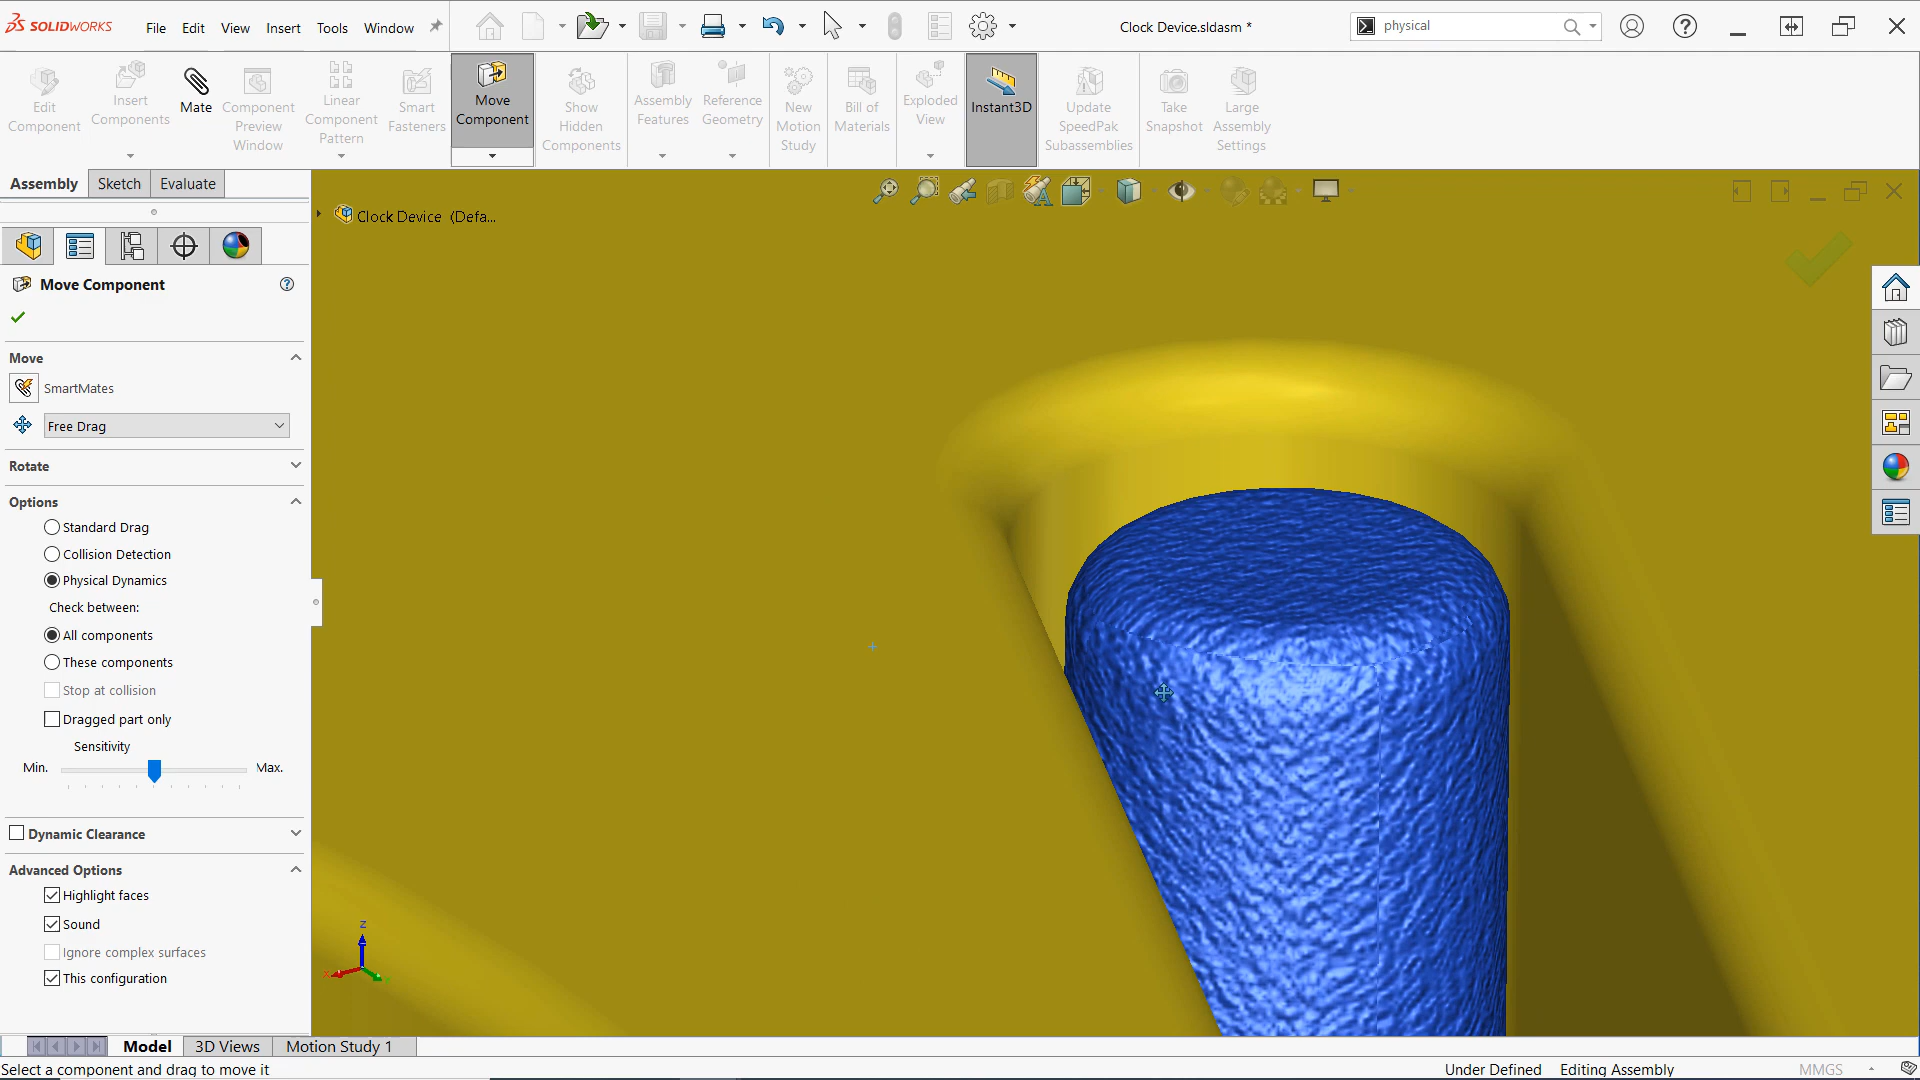 SOLIDWORKS
File Edit View Insert Tools Window
Clock Device.sldasm *
physical
Edit Component
Insert Components
Mate
Component Preview Window
Linear Component Pattern
Smart Fasteners
Move Component
Show Hidden Components
Assembly Features
Reference Geometry
New Motion Study
Bill of Materials
Exploded View
Instant3D
Update SpeedPak Subassemblies
Take Snapshot
Large Assembly Settings
Assembly Sketch Evaluate
Clock Device (Defa...
Move Component
Move
SmartMates
Free Drag
Rotate
Options
Standard Drag
Collision Detection
Physical Dynamics
Check between:
All components
These components
Stop at collision
Dragged part only
Sensitivity
Min. Max.
Dynamic Clearance
Advanced Options
Highlight faces
Sound
Ignore complex surfaces
This configuration
Z
X
Model 3D Views Motion Study 1
Select a component and drag to move it
Under Defined Editing Assembly MMGS